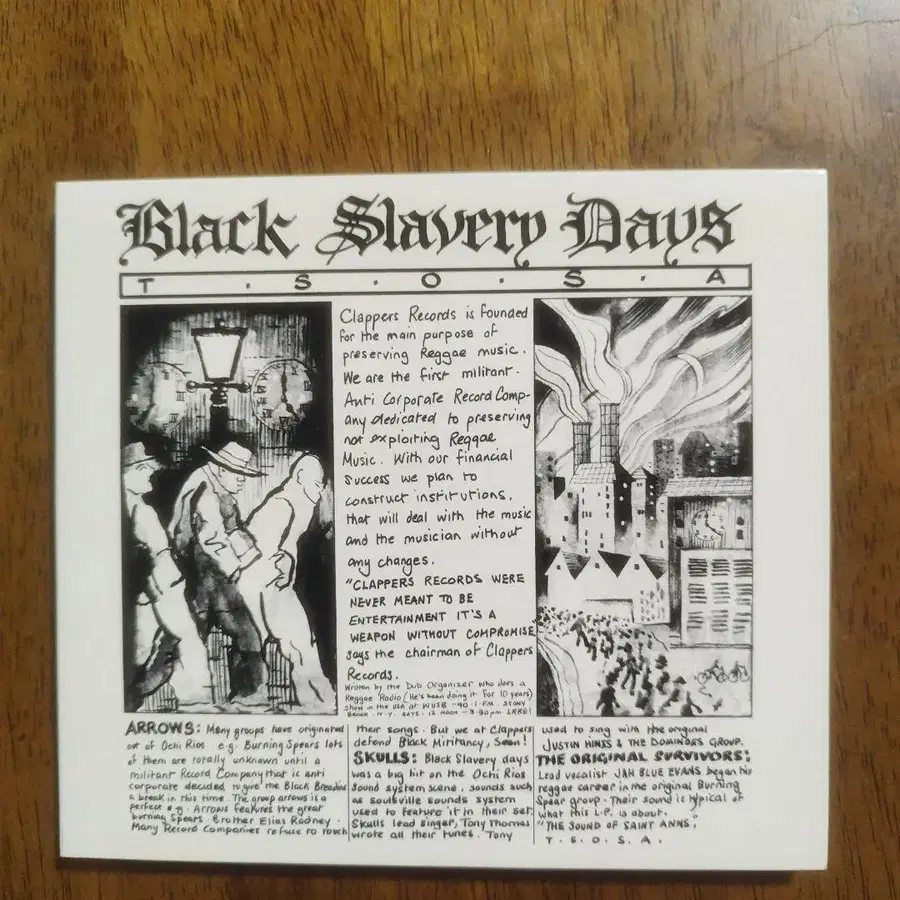 Black Slavery Days
T . S . O . S . A
Clappers Records is founded
for the main purpose of
preserving Reggae music.
We are the first militant.
Anti Corporate Record Comp-
any dedicated to preserving
not exploiting Reggae
Music. With our financial
success we plan to
construct institutions,
that will deal with the music
and the musician without
any changes.
"CLAPPERS RECORDS WERE
NEVER MEANT TO BE
ENTERTAINMENT IT'S A
WEAPON WITHOUT COMPROMISE
says the chairman of Clappers
Records.
Written by the Dub Organizer who does a
Reggae Radio (He's been doing it for 10 years)
show in the USA at WUSB - 90.1 FM. STONY
BROOK. N.Y. SATS. 12 NOON - 3.30pm
ARROWS: Many groups have originated
out of Ochi Rios e.g. Burning Spears lots
of them are totally unknown until a
militant Record Company that is anti
corporate decided to give the Black Breadins
a break in this time. The group arrows is a
perfect e.g. Arrows features the great
burning Spears Brother Elias Rodney.
Many Record Companies refuse to touch
their songs. But we at Clappers
defend Black Militancy, Seen!
SKULLS: Black Slavery days
was a big hit on the Ochi Rios
Sound system scene, sounds such
as soulsville sounds system
used to feature it in their set.
Skulls lead singer, Tony Thomas
wrote all their tunes. Tony
used to sing with the original
JUSTIN HINES & THE DOMINOES GROUP.
THE ORIGINAL SURVIVORS:
Lead vocalist JAH BLUE EVANS began his
reggae career in the original Burning
Spear group. Their sound is typical of
what this L.P. is about.
"THE SOUND OF SAINT ANNS"
T. S. O. S. A.